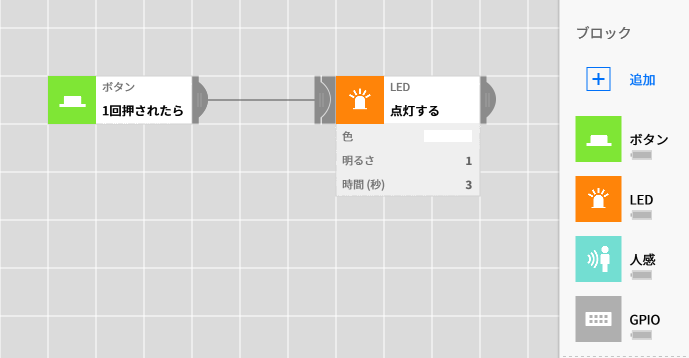 ボタン
1回押されたら
LED
点灯する
色
明るさ 1
時間 (秒) 3
ブロック
追加
ボタン
LED
人感
GPIO